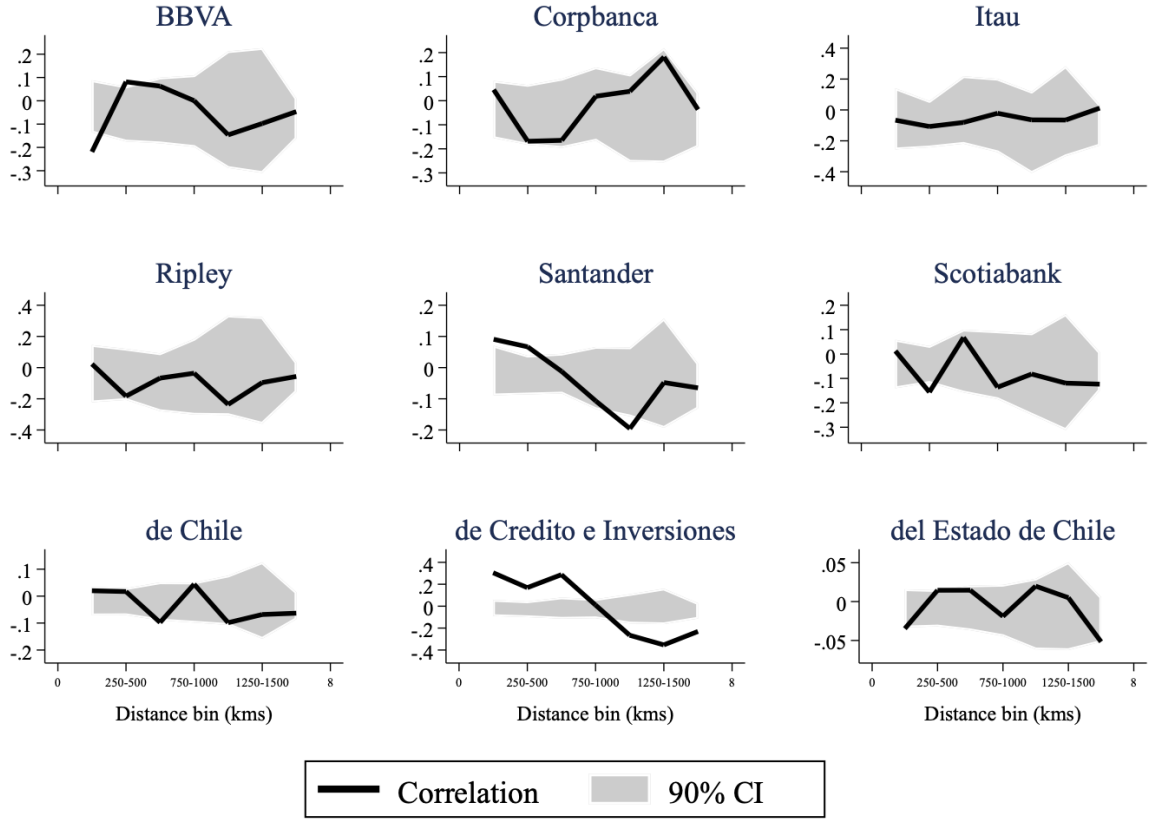 BBVA
.2
.1
0
-.1
-.2
-.3
Corpbanca
.2
.1
0
-.1
-.2
-.3
Itau
.4
.2
0
-.2
-.4
Ripley
.4
.2
0
-.2
-.4
Santander
.2
.1
0
-.1
-.2
Scotiabank
.2
.1
0
-.1
-.2
-.3
de Chile
.1
0
-.1
-.2
0 250-500 750-1000 1250-1500 8
Distance bin (kms)
de Credito e Inversiones
.4
.2
0
-.2
-.4
0 250-500 750-1000 1250-1500 8
Distance bin (kms)
del Estado de Chile
.05
0
-.05
0 250-500 750-1000 1250-1500 8
Distance bin (kms)
Correlation 90% CI